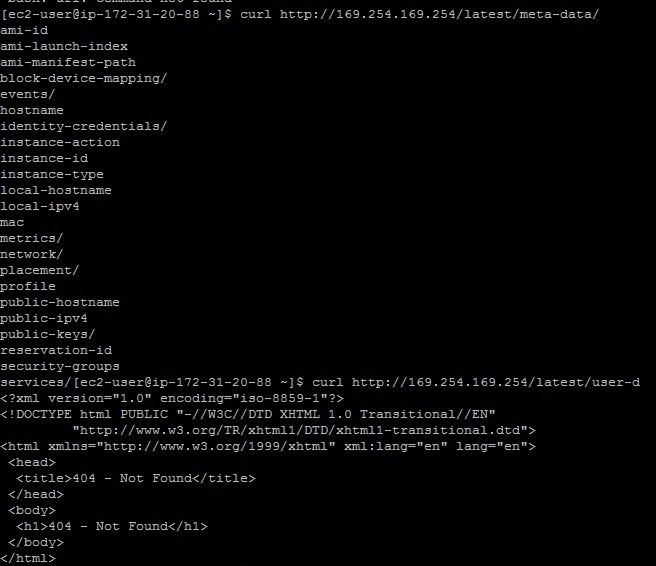 [ec2-user@ip-172-31-20-88 ~]$ curl http://169.254.169.254/latest/meta-data/
ami-id
ami-launch-index
ami-manifest-path
block-device-mapping/
events/
hostname
identity-credentials/
instance-action
instance-id
instance-type
local-hostname
local-ipv4
mac
metrics/
network/
placement/
profile
public-hostname
public-ipv4
public-keys/
reservation-id
security-groups
services/[ec2-user@ip-172-31-20-88 ~]$ curl http://169.254.169.254/latest/user-d
<?xml version="1.0" encoding="iso-8859-1"?>
<!DOCTYPE html PUBLIC "-//W3C//DTD XHTML 1.0 Transitional//EN"
         "http://www.w3.org/TR/xhtml1/DTD/xhtml1-transitional.dtd">
<html xmlns="http://www.w3.org/1999/xhtml" xml:lang="en" lang="en">
 <head>
  <title>404 - Not Found</title>
 </head>
 <body>
  <h1>404 - Not Found</h1>
 </body>
</html>